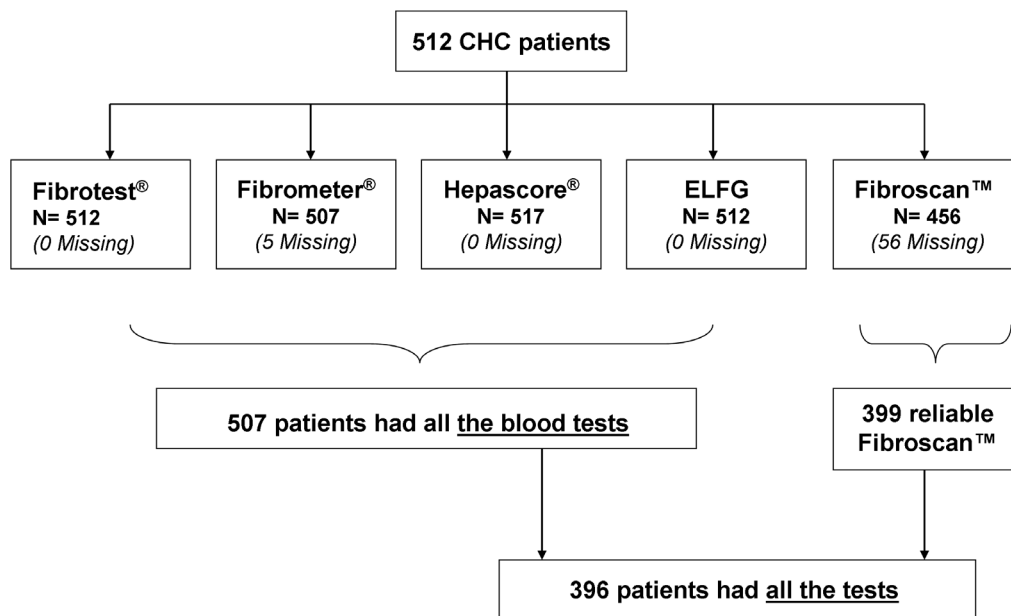 512 CHC patients
Fibrotest®
N= 512
(0 Missing)
Fibrometer®
N= 507
(5 Missing)
Hepascore®
N= 517
(0 Missing)
ELFG
N= 512
(0 Missing)
Fibroscan™
N= 456
(56 Missing)
507 patients had all the blood tests
399 reliable
Fibroscan™
396 patients had all the tests